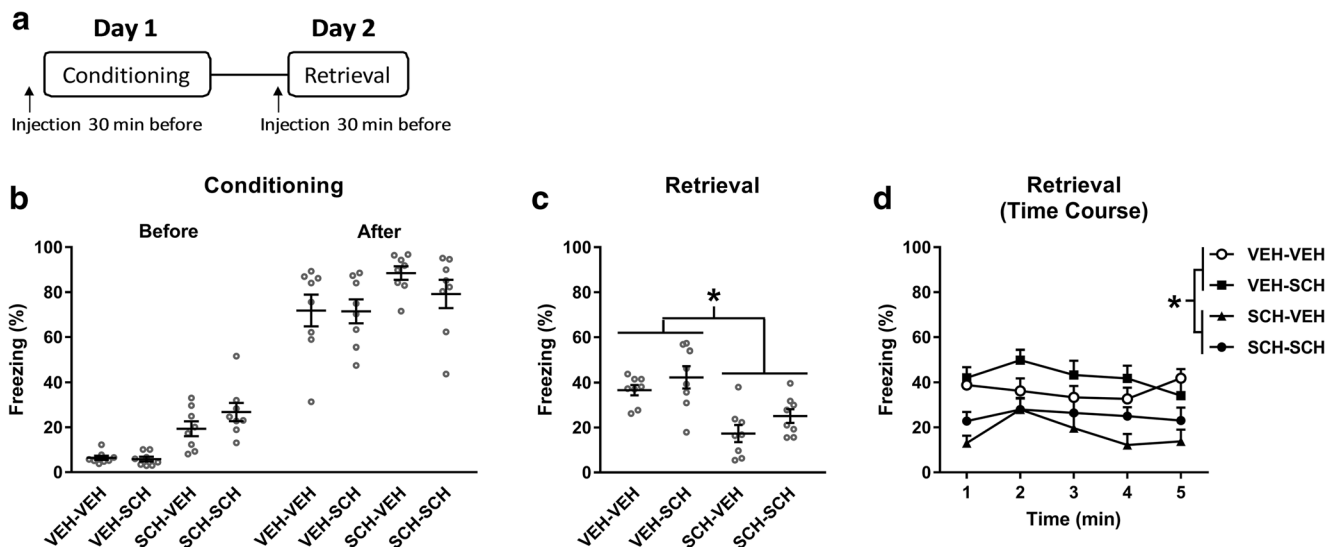 a
Day 1
Day 2
Conditioning
Retrieval
Injection 30 min before
Injection 30 min before
b
Conditioning
Before
After
Freezing (%)
100
80
60
40
20
0
VEH-VEH
VEH-SCH
SCH-VEH
SCH-SCH
VEH-VEH
VEH-SCH
SCH-VEH
SCH-SCH
c
Retrieval
Freezing (%)
100
80
60
40
20
0
*
VEH-VEH
VEH-SCH
SCH-VEH
SCH-SCH
d
Retrieval
(Time Course)
Freezing (%)
100
80
60
40
20
0
1 2 3 4 5
Time (min)
*
VEH-VEH
VEH-SCH
SCH-VEH
SCH-SCH